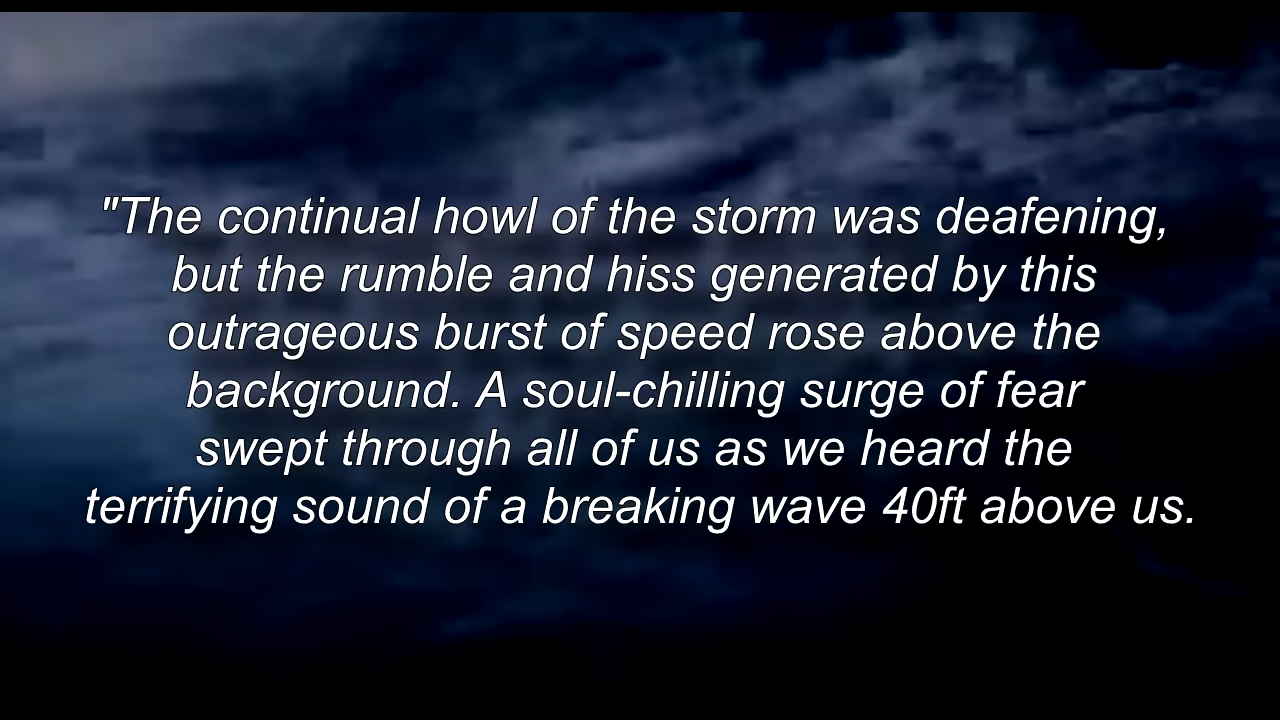 "The continual howl of the storm was deafening,
but the rumble and hiss generated by this
outrageous burst of speed rose above the
background. A soul-chilling surge of fear
swept through all of us as we heard the
terrifying sound of a breaking wave 40ft above us.